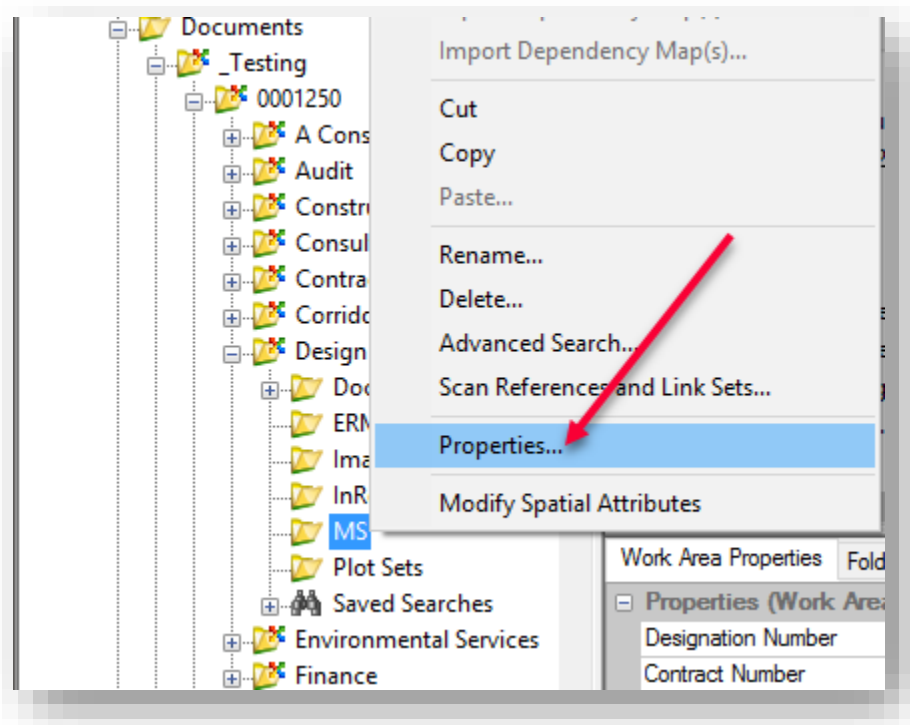 Documents
_Testing
0001250
A Cons
Audit
Constru
Consul
Contra
Corrido
Design
Doc
ERM
Ima
InR
MS
Plot Sets
Saved Searches
Environmental Services
Finance
Import Dependency Map(s)...
Cut
Copy
Paste...
Rename...
Delete...
Advanced Search...
Scan References and Link Sets...
Properties...
Modify Spatial Attributes
Work Area Properties Fold
Properties (Work Area
Designation Number
Contract Number